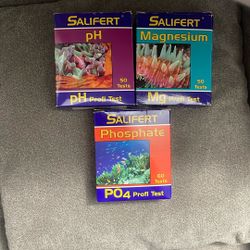 SALIFERT
pH
50
Tests
pH Profi Test
SALIFERT
Magnesium
50
Tests
Mg Profi Test
SALIFERT
Phosphate
60
Tests
PO4 Profi Test